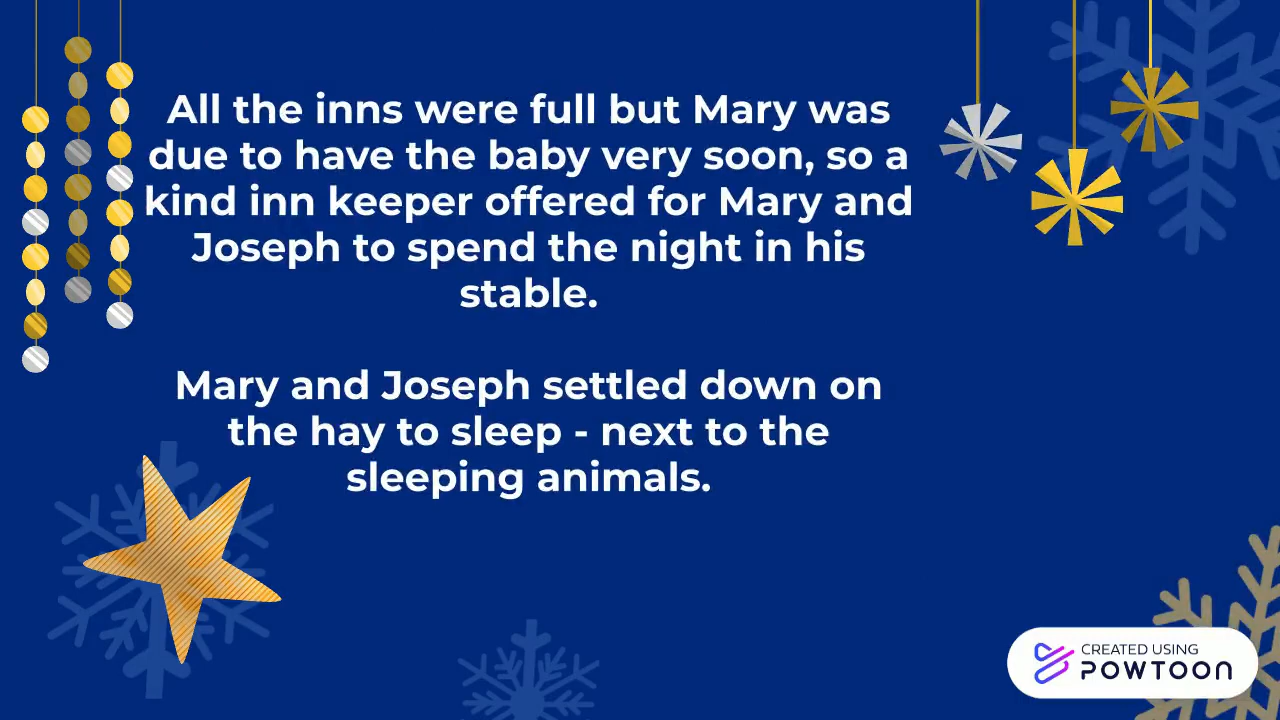 All the inns were full but Mary was
due to have the baby very soon, so a
kind inn keeper offered for Mary and
Joseph to spend the night in his
stable.
Mary and Joseph settled down on
the hay to sleep - next to the
sleeping animals.
CREATED USING
POWTOON